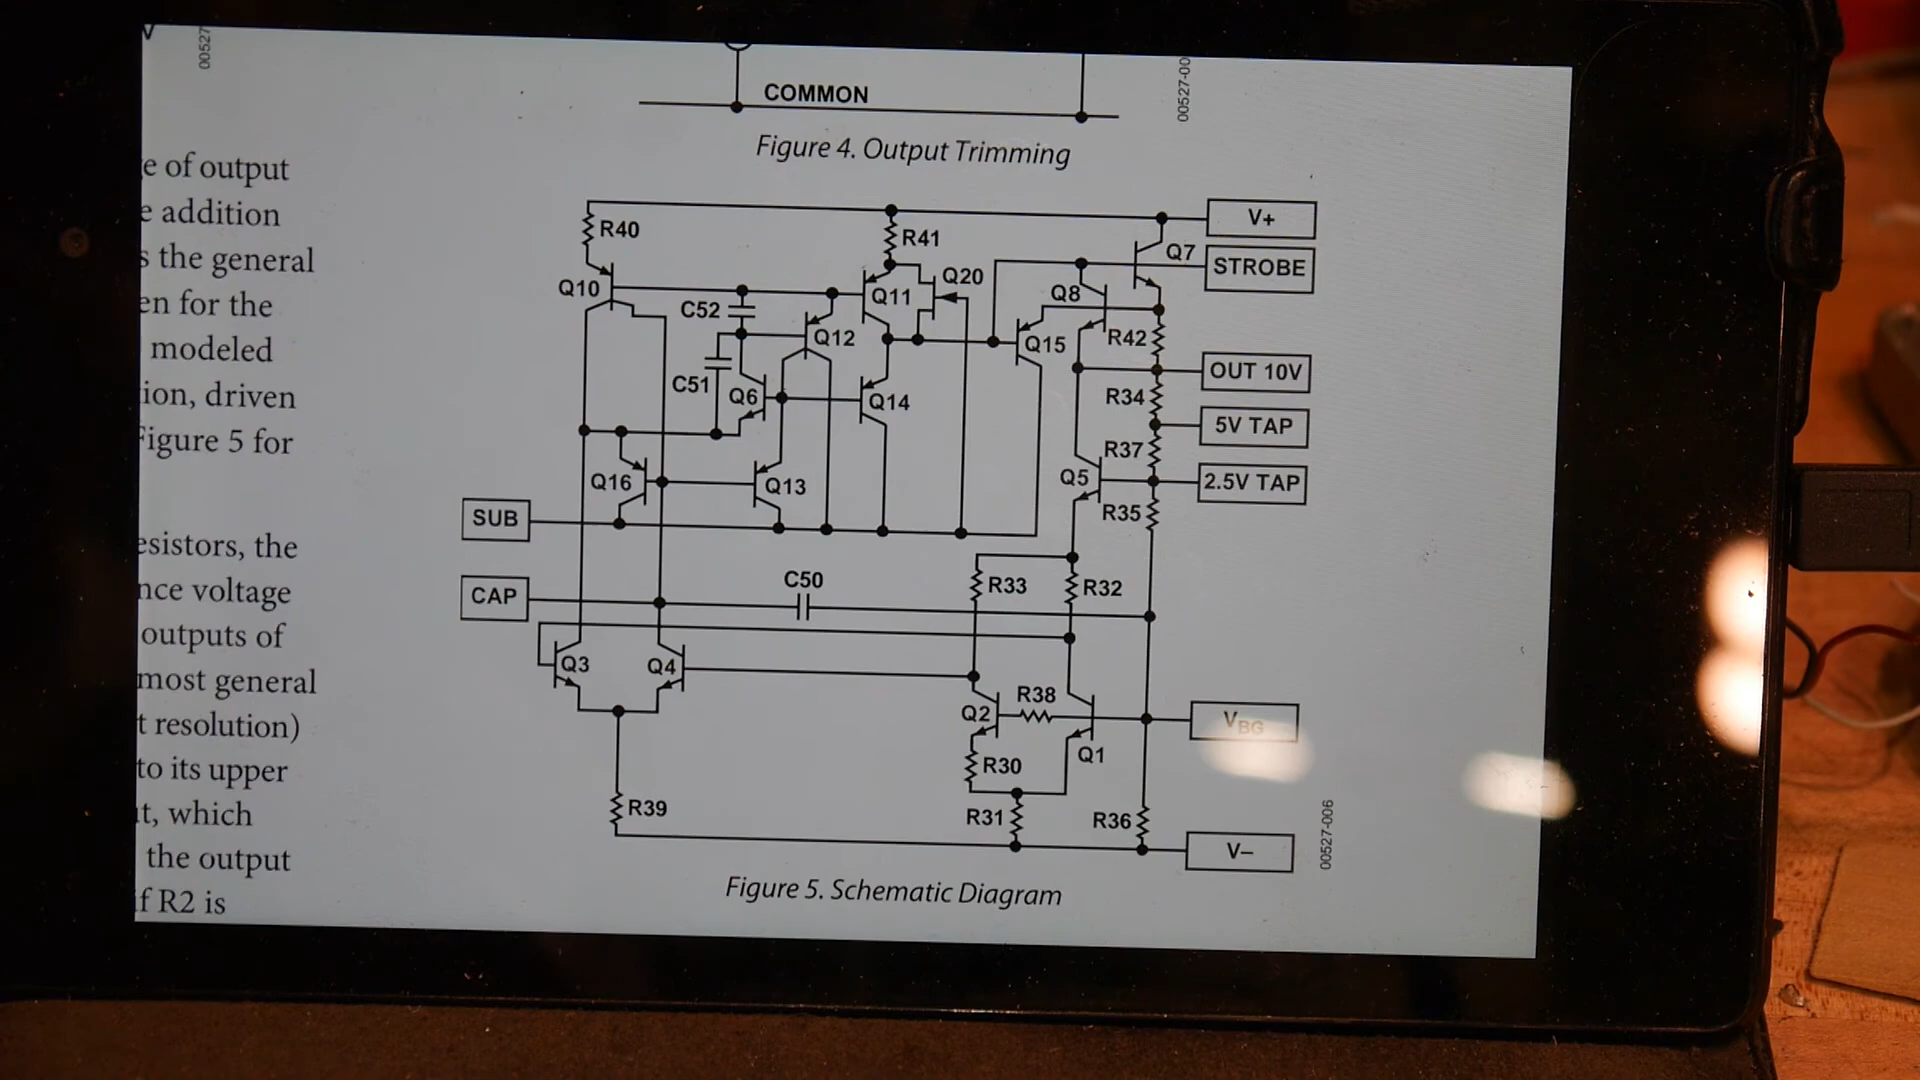 V
00527
COMMON
00527-00
Figure 4. Output Trimming
e of output
e addition
s the general
en for the
modeled
ion, driven
Figure 5 for
esistors, the
nce voltage
outputs of
most general
t resolution)
to its upper
it, which
the output
if R2 is
V+
R40
R41
Q7
STROBE
Q10
Q11
Q20
Q8
C52
Q12
Q15
R42
OUT 10V
C51
Q6
Q14
R34
5V TAP
R37
Q16
Q13
Q5
2.5V TAP
SUB
R35
CAP
C50
R33
R32
Q3
Q4
R38
Q2
VBG
Q1
R30
R39
R31
R36
V–
00527-006
Figure 5. Schematic Diagram